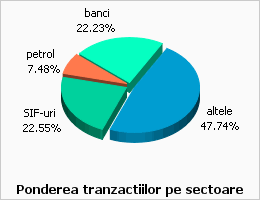 banci
22.23%
petrol
7.48%
altele
47.74%
SIF-uri
22.55%
Ponderea tranzactiilor pe sectoare